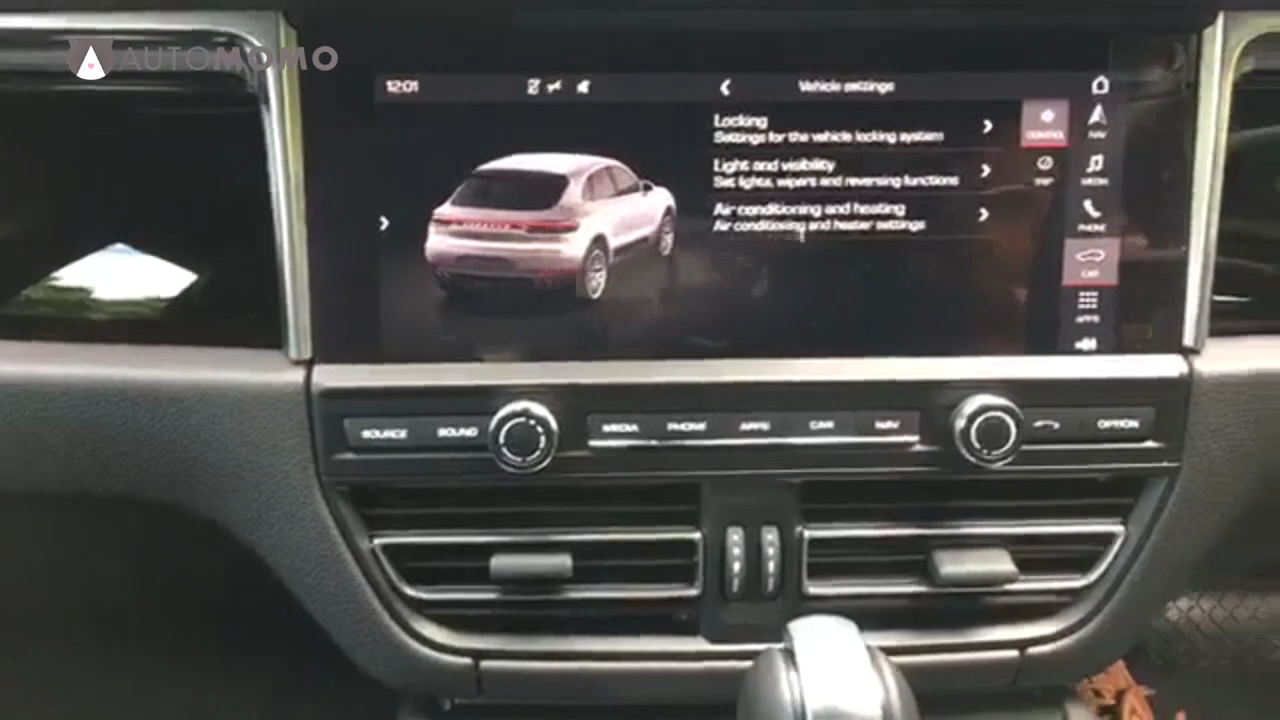 AUTOMOMO
12:01
Vehicle settings
Locking
Settings for the vehicle locking system
Light and visibility
Set lights, wipers and reversing functions
Air conditioning and heating
Air conditioning and heater settings
CONTROL
TRIP
NAV
MEDIA
PHONE
CAR
APPS
PORSCHE
SOURCE
SOUND
MEDIA
PHONE
APPS
CAR
NAV
OPTION